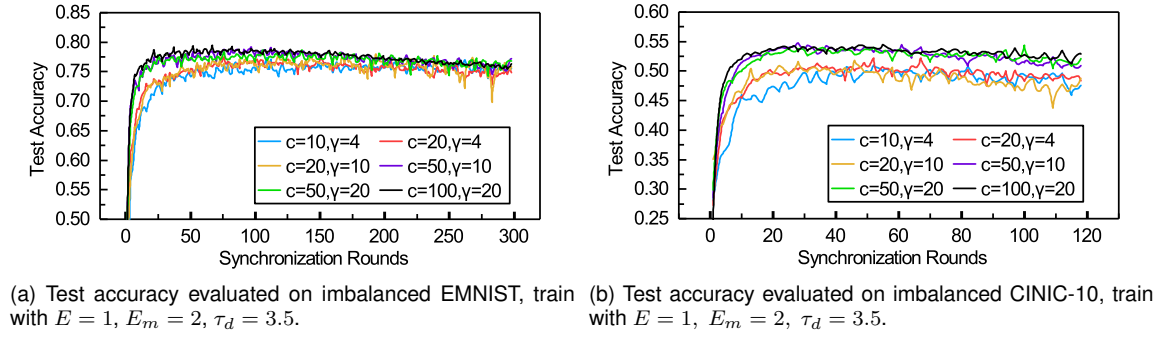 0.85
0.80
0.75
0.70
0.65
0.60
0.55
0.50
Test Accuracy
c=10,γ=4 c=20,γ=4
c=20,γ=10 c=50,γ=10
c=50,γ=20 c=100,γ=20
0 50 100 150 200 250 300
Synchronization Rounds
(a) Test accuracy evaluated on imbalanced EMNIST, train
with E = 1, E_m = 2, τ_d = 3.5.
0.60
0.55
0.50
0.45
0.40
0.35
0.30
0.25
Test Accuracy
c=10,γ=4 c=20,γ=4
c=20,γ=10 c=50,γ=10
c=50,γ=20 c=100,γ=20
0 20 40 60 80 100 120
Synchronization Rounds
(b) Test accuracy evaluated on imbalanced CINIC-10, train
with E = 1, E_m = 2, τ_d = 3.5.